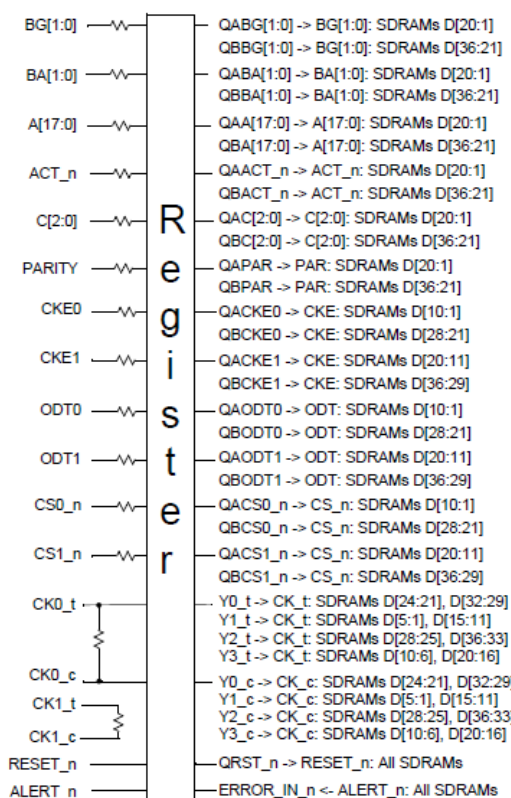 BG[1:0]
QABG[1:0] -> BG[1:0]: SDRAMs D[20:1]
QBBG[1:0] -> BG[1:0]: SDRAMs D[36:21]
BA[1:0]
QABA[1:0] -> BA[1:0]: SDRAMs D[20:1]
QBBA[1:0] -> BA[1:0]: SDRAMs D[36:21]
A[17:0]
QAA[17:0] -> A[17:0]: SDRAMs D[20:1]
QBA[17:0] -> A[17:0]: SDRAMs D[36:21]
ACT_n
QAACT_n -> ACT_n: SDRAMs D[20:1]
QBACT_n -> ACT_n: SDRAMs D[36:21]
C[2:0]
QAC[2:0] -> C[2:0]: SDRAMs D[20:1]
QBC[2:0] -> C[2:0]: SDRAMs D[36:21]
PARITY
QAPAR -> PAR: SDRAMs D[20:1]
QBPAR -> PAR: SDRAMs D[36:21]
CKE0
QACKE0 -> CKE: SDRAMs D[10:1]
QBCKE0 -> CKE: SDRAMs D[28:21]
CKE1
QACKE1 -> CKE: SDRAMs D[20:11]
QBCKE1 -> CKE: SDRAMs D[36:29]
ODT0
QAODT0 -> ODT: SDRAMs D[10:1]
QBODT0 -> ODT: SDRAMs D[28:21]
ODT1
QAODT1 -> ODT: SDRAMs D[20:11]
QBODT1 -> ODT: SDRAMs D[36:29]
CS0_n
QACS0_n -> CS_n: SDRAMs D[10:1]
QBCS0_n -> CS_n: SDRAMs D[28:21]
CS1_n
QACS1_n -> CS_n: SDRAMs D[20:11]
QBCS1_n -> CS_n: SDRAMs D[36:29]
CK0_t
Y0_t -> CK_t: SDRAMs D[24:21], D[32:29]
Y1_t -> CK_t: SDRAMs D[5:1], D[15:11]
Y2_t -> CK_t: SDRAMs D[28:25], D[36:33]
Y3_t -> CK_t: SDRAMs D[10:6], D[20:16]
CK0_c
Y0_c -> CK_c: SDRAMs D[24:21], D[32:29]
Y1_c -> CK_c: SDRAMs D[5:1], D[15:11]
Y2_c -> CK_c: SDRAMs D[28:25], D[36:33]
Y3_c -> CK_c: SDRAMs D[10:6], D[20:16]
CK1_t
CK1_c
RESET_n
QRST_n -> RESET_n: All SDRAMs
ALERT_n
ERROR_IN_n <- ALERT_n: All SDRAMs
Register